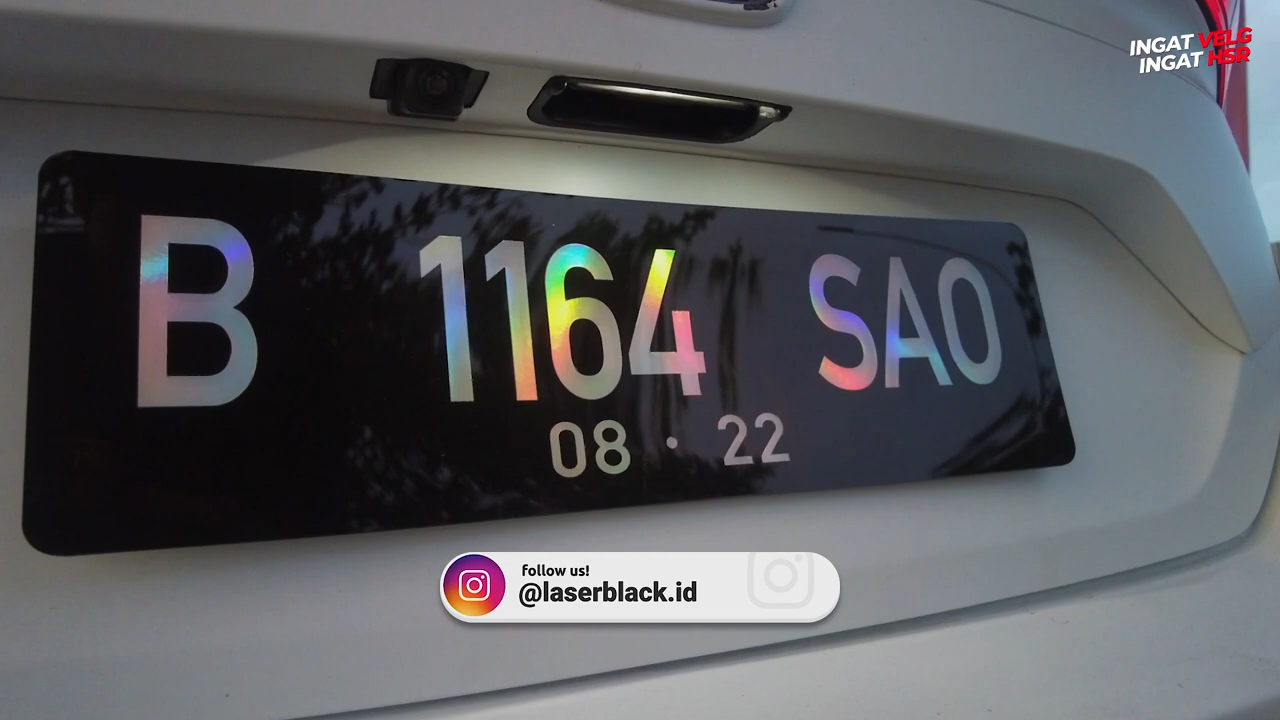 INGAT VELG
INGAT HSR
B 1164 SAO
08 · 22
Follow us!
@laserblack.id